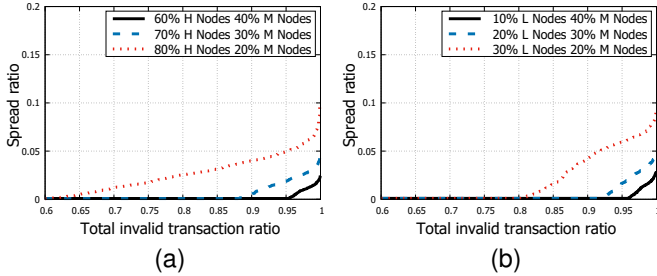 60% H Nodes 40% M Nodes
70% H Nodes 30% M Nodes
80% H Nodes 20% M Nodes
Spread ratio
0.2
0.15
0.1
0.05
0
0.6 0.65 0.7 0.75 0.8 0.85 0.9 0.95 1
Total invalid transaction ratio
(a)
10% L Nodes 40% M Nodes
20% L Nodes 30% M Nodes
30% L Nodes 20% M Nodes
Spread ratio
0.2
0.15
0.1
0.05
0
0.6 0.65 0.7 0.75 0.8 0.85 0.9 0.95 1
Total invalid transaction ratio
(b)